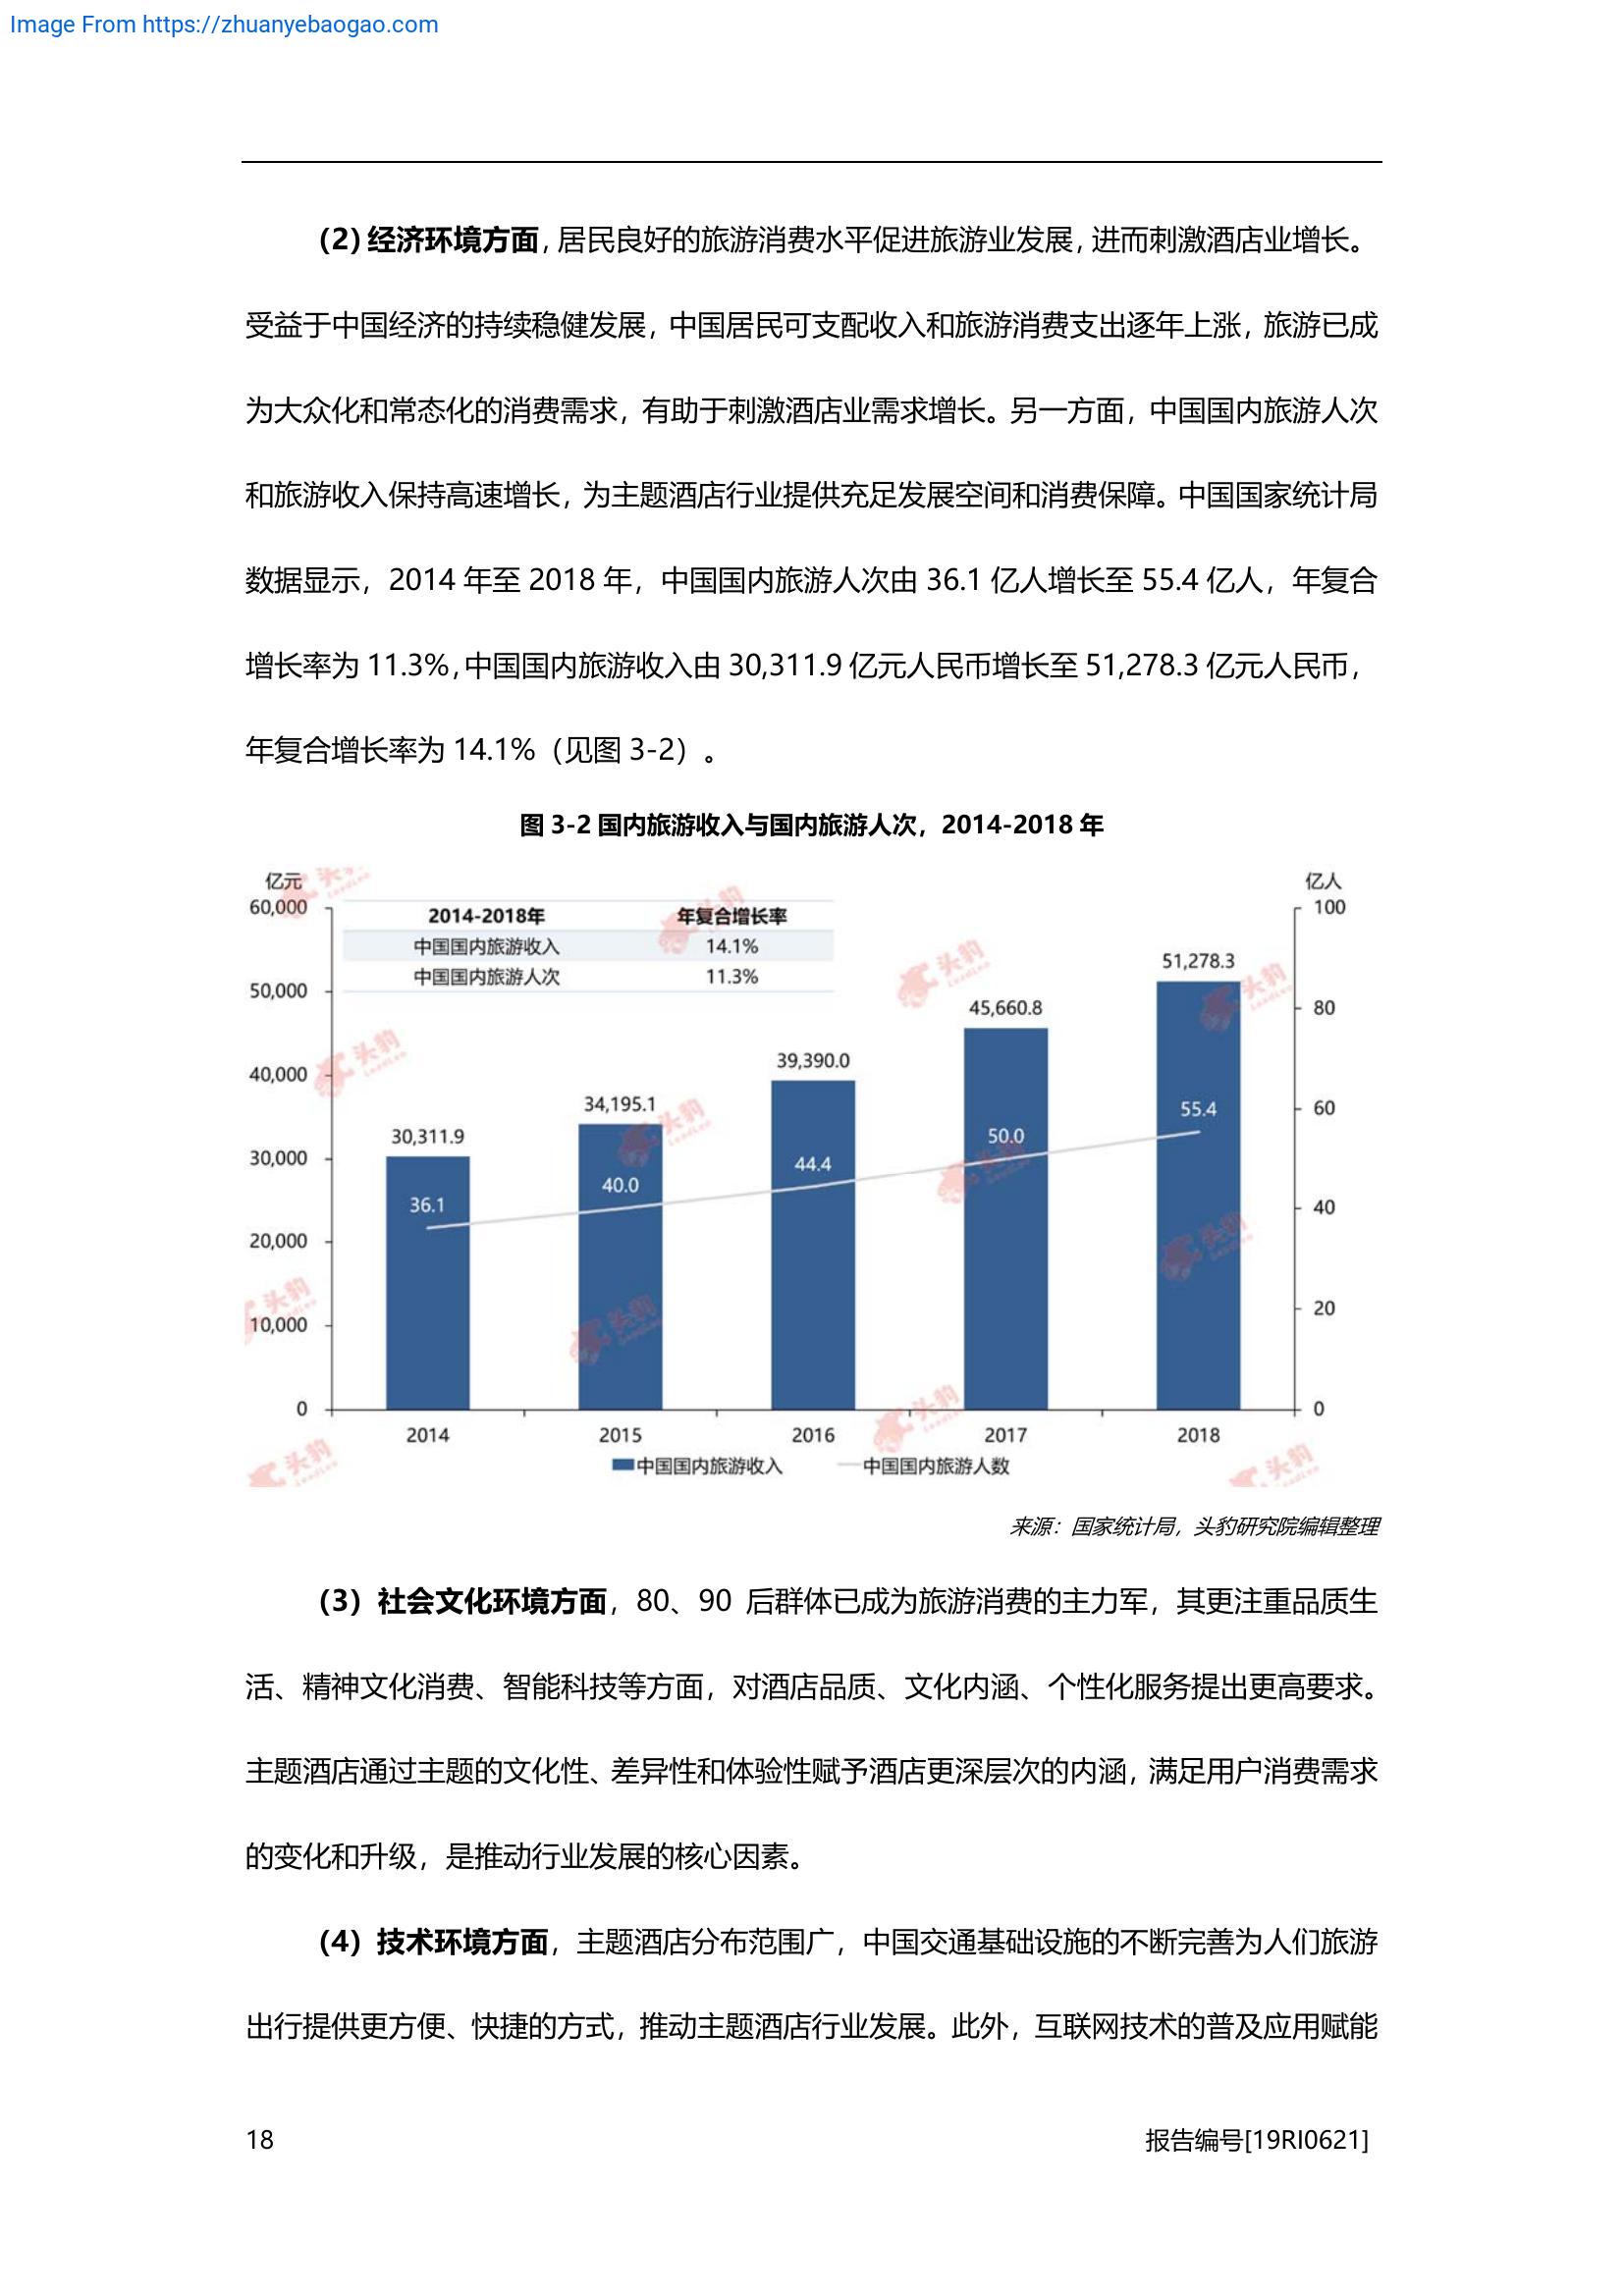 Image From https://zhuanyebaogao.com
（2）经济环境方面，居民良好的旅游消费水平促进旅游业发展，进而刺激酒店业增长。
受益于中国经济的持续稳健发展，中国居民可支配收入和旅游消费支出逐年上涨，旅游已成
为大众化和常态化的消费需求，有助于刺激酒店业需求增长。另一方面，中国国内旅游人次
和旅游收入保持高速增长，为主题酒店行业提供充足发展空间和消费保障。中国国家统计局
数据显示，2014 年至 2018 年，中国国内旅游人次由 36.1 亿人增长至 55.4 亿人，年复合
增长率为 11.3%，中国国内旅游收入由 30,311.9 亿元人民币增长至 51,278.3 亿元人民币，
年复合增长率为 14.1%（见图 3-2）。
图 3-2 国内旅游收入与国内旅游人次，2014-2018 年
亿元 亿人
60,000 100
2014-2018年 年复合增长率
中国国内旅游收入 14.1%
中国国内旅游人次 11.3%
51,278.3
50,000 80
45,660.8
39,390.0
40,000
34,195.1
60
55.4
30,311.9
50.0
30,000
44.4
40.0
36.1
40
20,000
20
10,000
0 0
2014 2015 2016 2017 2018
中国国内旅游收入 中国国内旅游人数
头豹
LeadLeo
来源：国家统计局，头豹研究院编辑整理
（3）社会文化环境方面，80、90 后群体已成为旅游消费的主力军，其更注重品质生
活、精神文化消费、智能科技等方面，对酒店品质、文化内涵、个性化服务提出更高要求。
主题酒店通过主题的文化性、差异性和体验性赋予酒店更深层次的内涵，满足用户消费需求
的变化和升级，是推动行业发展的核心因素。
（4）技术环境方面，主题酒店分布范围广，中国交通基础设施的不断完善为人们旅游
出行提供更方便、快捷的方式，推动主题酒店行业发展。此外，互联网技术的普及应用赋能
18 报告编号[19RI0621]